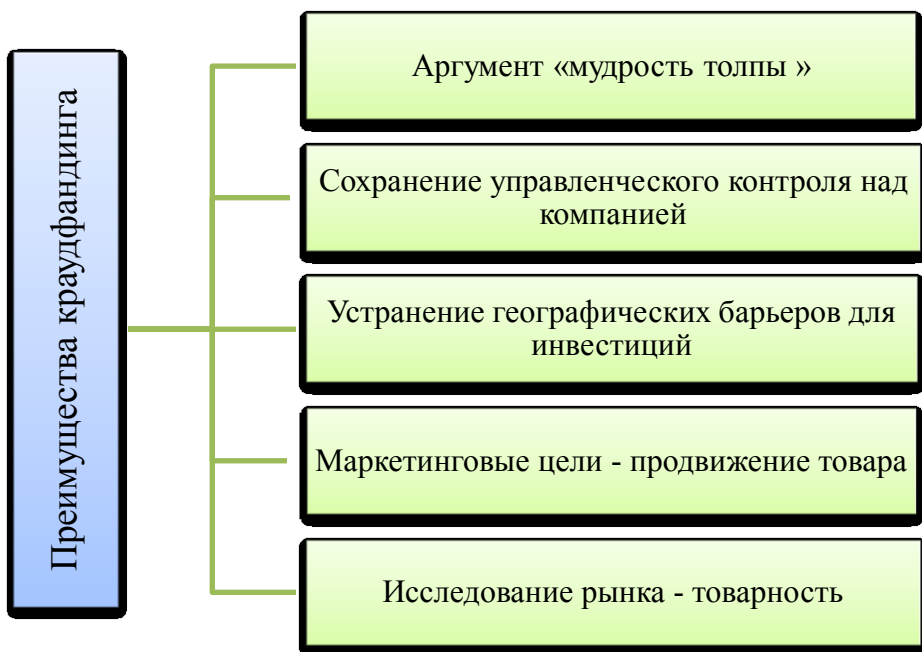 Преимущества краудфандинга
Аргумент «мудрость толпы »
Сохранение управленческого контроля над
компанией
Устранение географических барьеров для
инвестиций
Маркетинговые цели - продвижение товара
Исследование рынка - товарность